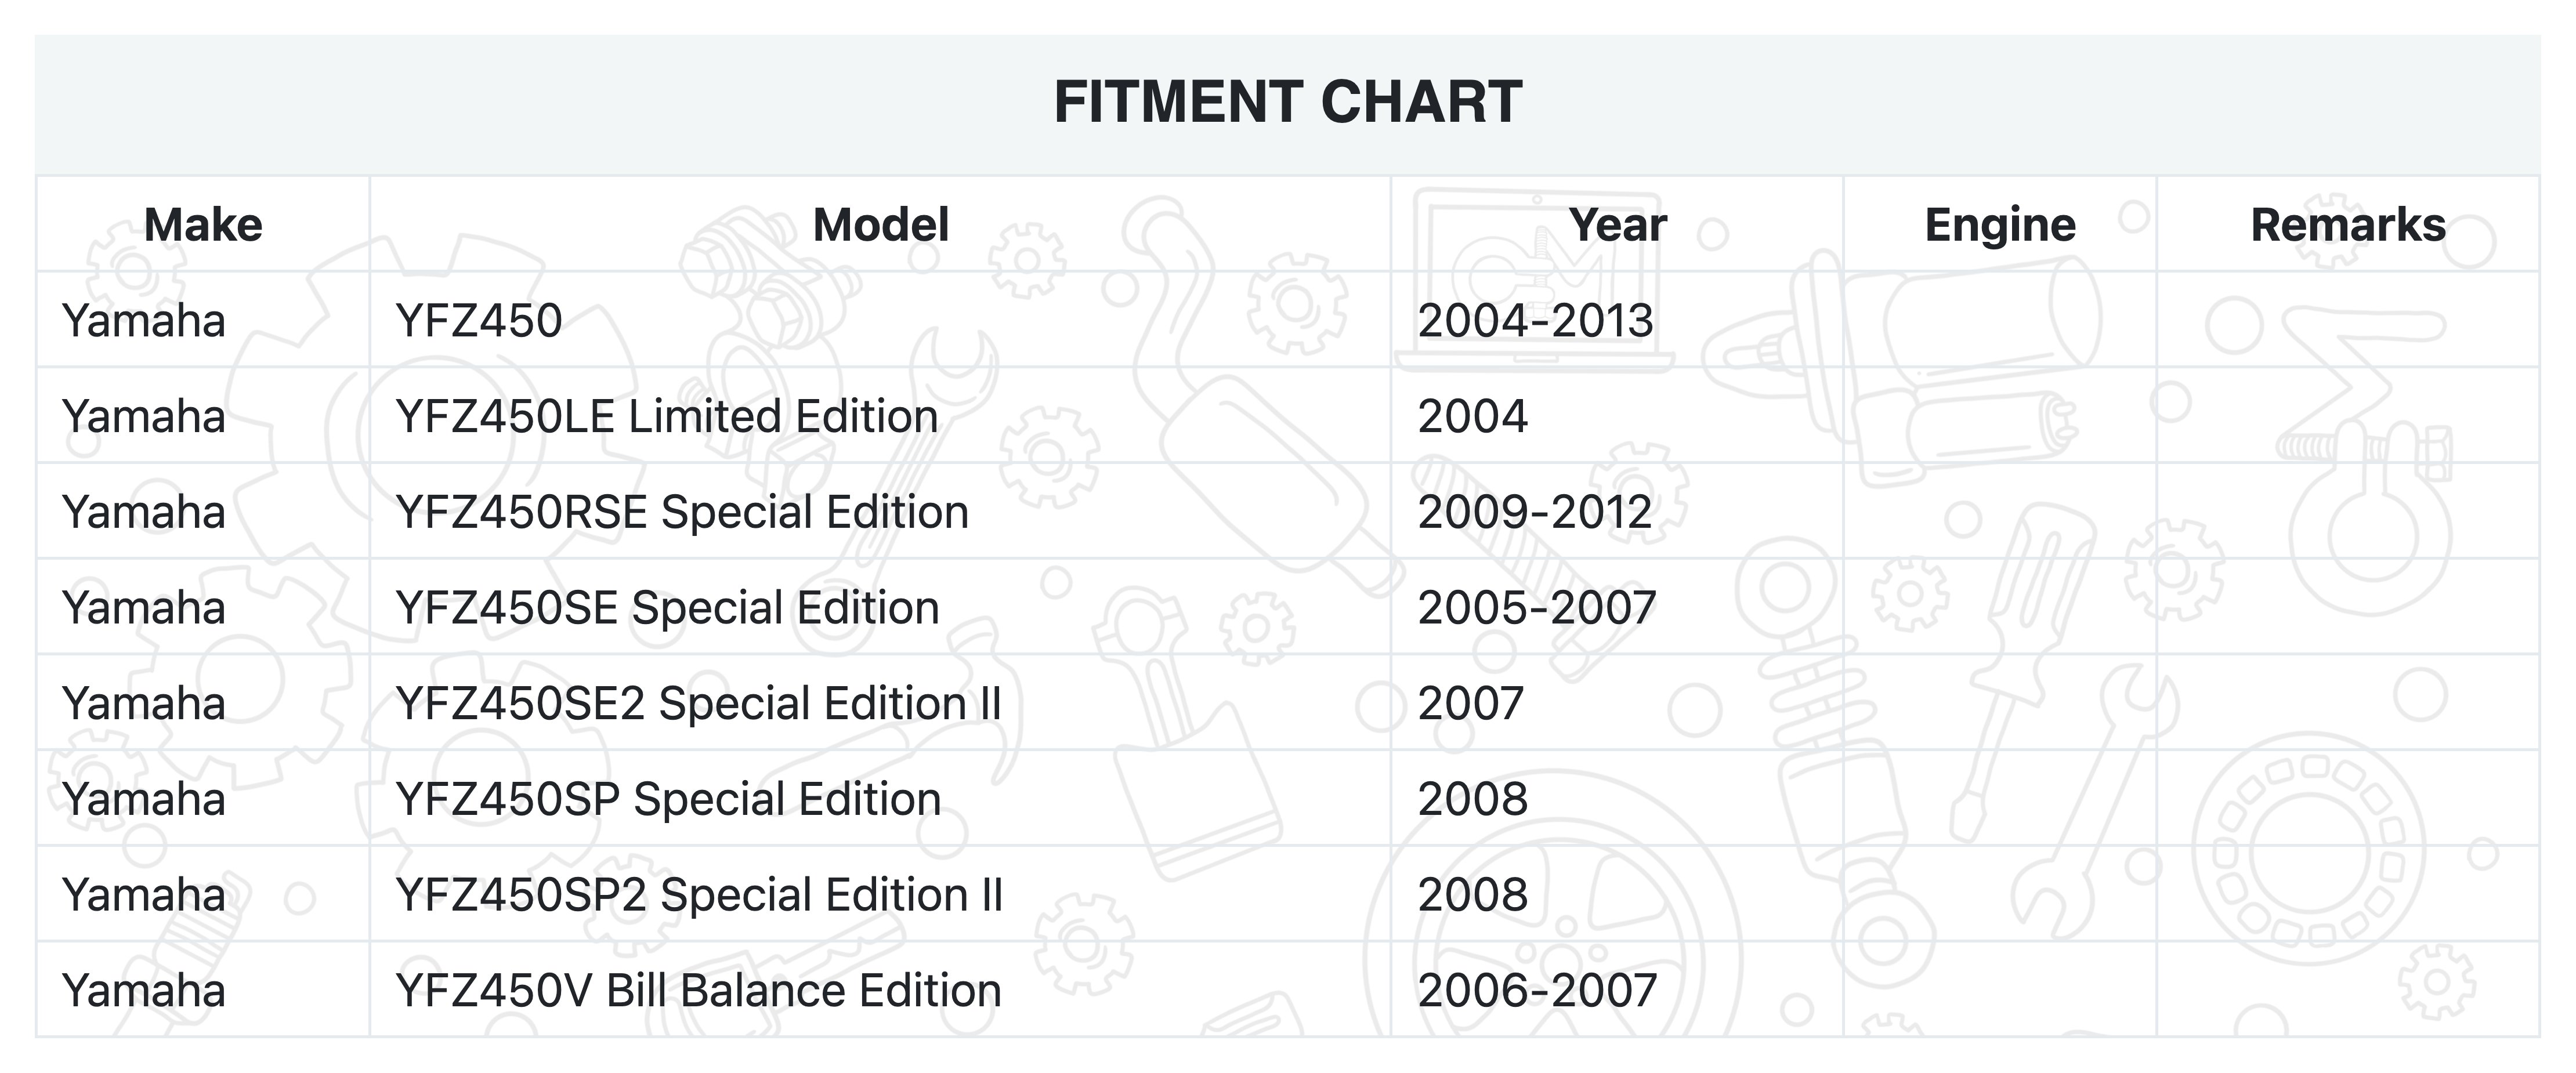 FITMENT CHART
Make Model Year Engine Remarks
Yamaha YFZ450 2004-2013
Yamaha YFZ450LE Limited Edition 2004
Yamaha YFZ450RSE Special Edition 2009-2012
Yamaha YFZ450SE Special Edition 2005-2007
Yamaha YFZ450SE2 Special Edition II 2007
Yamaha YFZ450SP Special Edition 2008
Yamaha YFZ450SP2 Special Edition II 2008
Yamaha YFZ450V Bill Balance Edition 2006-2007